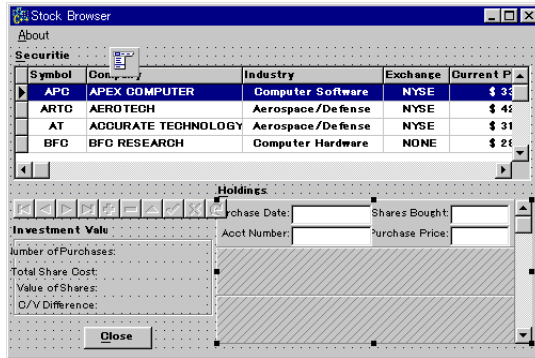 Stock Browser
About
Securitie
Symbol Company Industry Exchange Current P
APC APEX COMPUTER Computer Software NYSE $ 33
ARTC AEROTECH Aerospace/Defense NYSE $ 42
AT ACCURATE TECHNOLOGY Aerospace/Defense NYSE $ 31
BFC BFC RESEARCH Computer Hardware NONE $ 28
Holdings
rchase Date: Shares Bought:
Investment Valu
Acct Number: Purchase Price:
Number of Purchases:
Total Share Cost:
Value of Shares:
C/V Difference:
Close